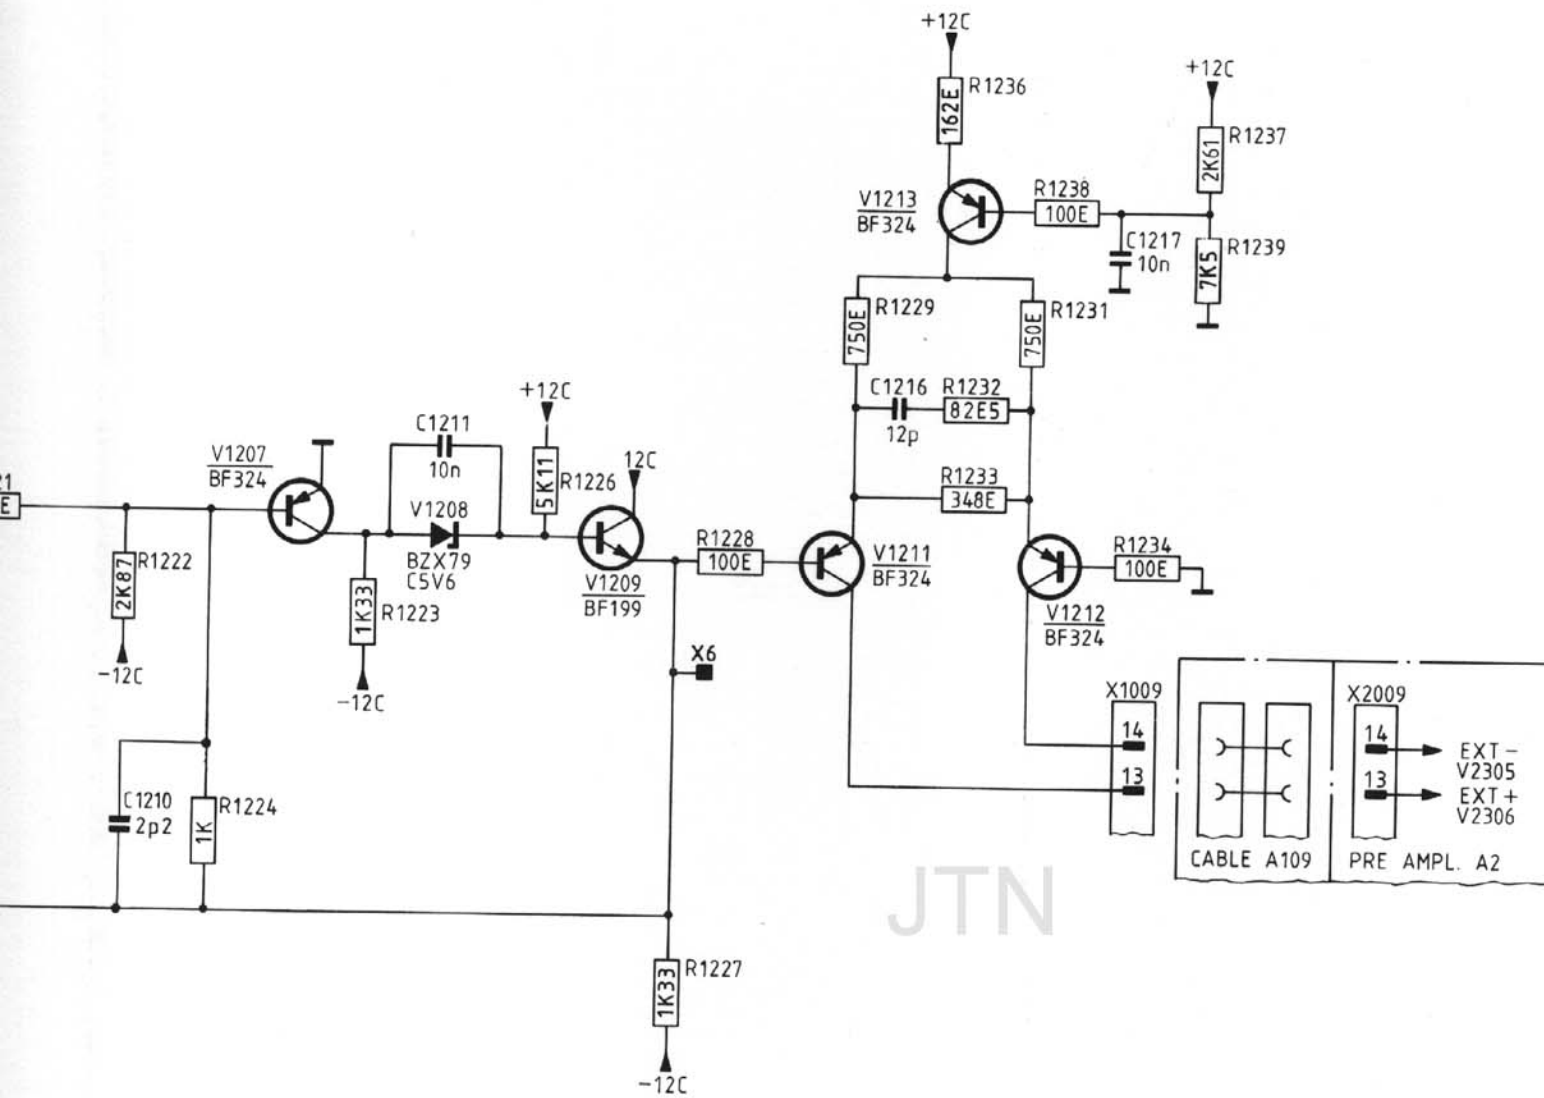 +12C
R1236
162E
+12C
R1237
2K61
V1213
BF324
R1238
100E
C1217
10n
R1239
7K5
R1229
750E
R1231
750E
C1216
12p
R1232
82E5
R1233
348E
+12C
C1211
10n
5K11
R1226
12C
V1207
BF324
V1208
BZX79
C5V6
21
E
R1222
2K87
-12C
R1223
1K33
-12C
V1209
BF199
R1228
100E
V1211
BF324
R1234
100E
V1212
BF324
X6
X1009
14
13
X2009
14
13
EXT-
V2305
EXT+
V2306
CABLE A109
PRE AMPL. A2
C1210
2p2
R1224
1K
JTN
R1227
1K33
-12C